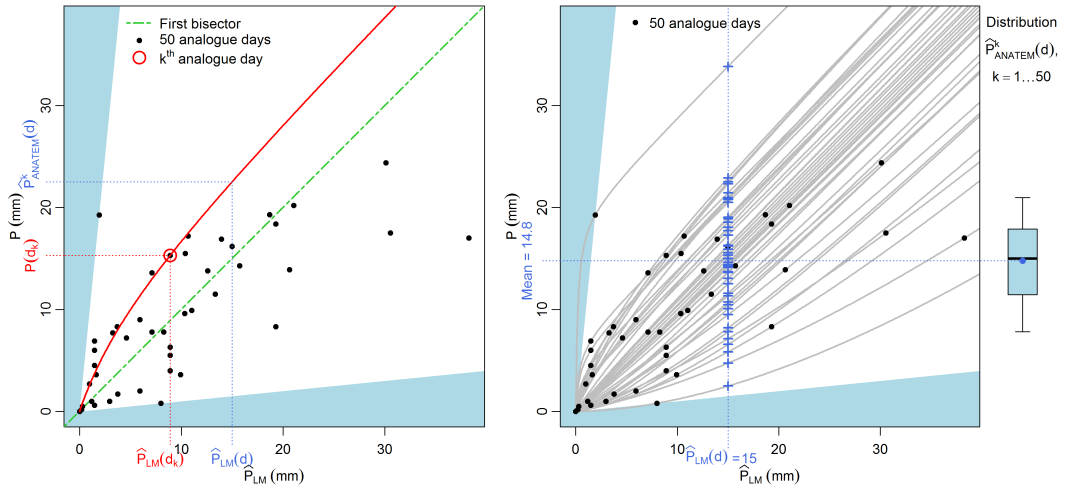 First bisector
50 analogue days
k^th analogue day
P (mm)
0
10
20
30
P(d_k)
P̂^k_ANATEM(d)
0
10
20
30
P̂_LM(d_k)
P̂_LM(d)
P̂_LM (mm)
50 analogue days
P (mm)
0
10
20
30
Mean = 14.8
0
10
20
30
P̂_LM(d) = 15
P̂_LM (mm)
Distribution
P̂^k_ANATEM(d),
k = 1…50